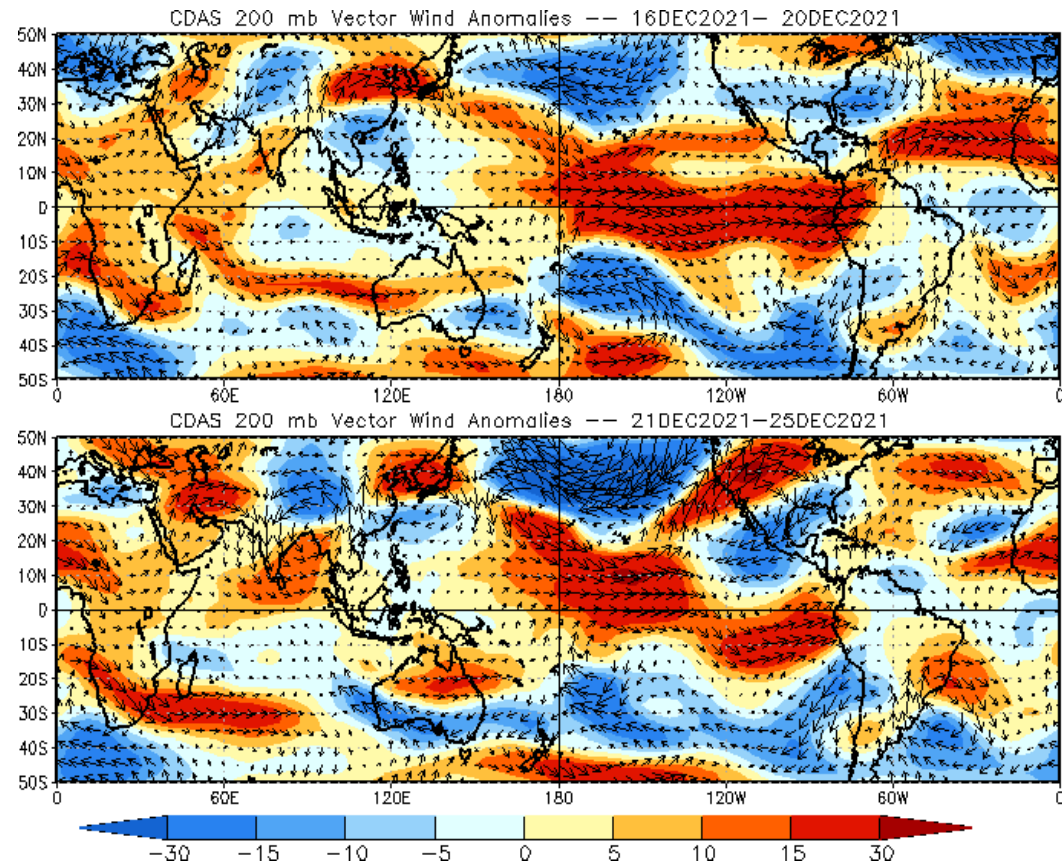 CDAS 200 mb Vector Wind Anomalies -- 16DEC2021- 20DEC2021
50N
40N
30N
20N
10N
0
10S
20S
30S
40S
50S
0 60E 120E 180 120W 60W 0
CDAS 200 mb Vector Wind Anomalies -- 21DEC2021-25DEC2021
50N
40N
30N
20N
10N
0
10S
20S
30S
40S
50S
0 60E 120E 180 120W 60W 0
-30 -15 -10 -5 0 5 10 15 30